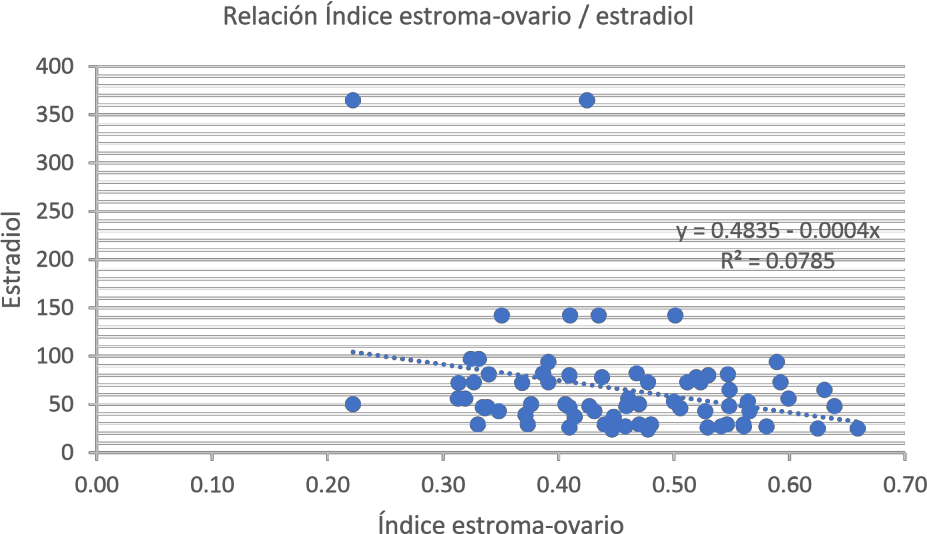 Relación Índice estroma-ovario / estradiol
400
350
300
250
200
150
100
50
0
Estradiol
y = 0.4835 - 0.0004x
R² = 0.0785
0.00 0.10 0.20 0.30 0.40 0.50 0.60 0.70
Índice estroma-ovario